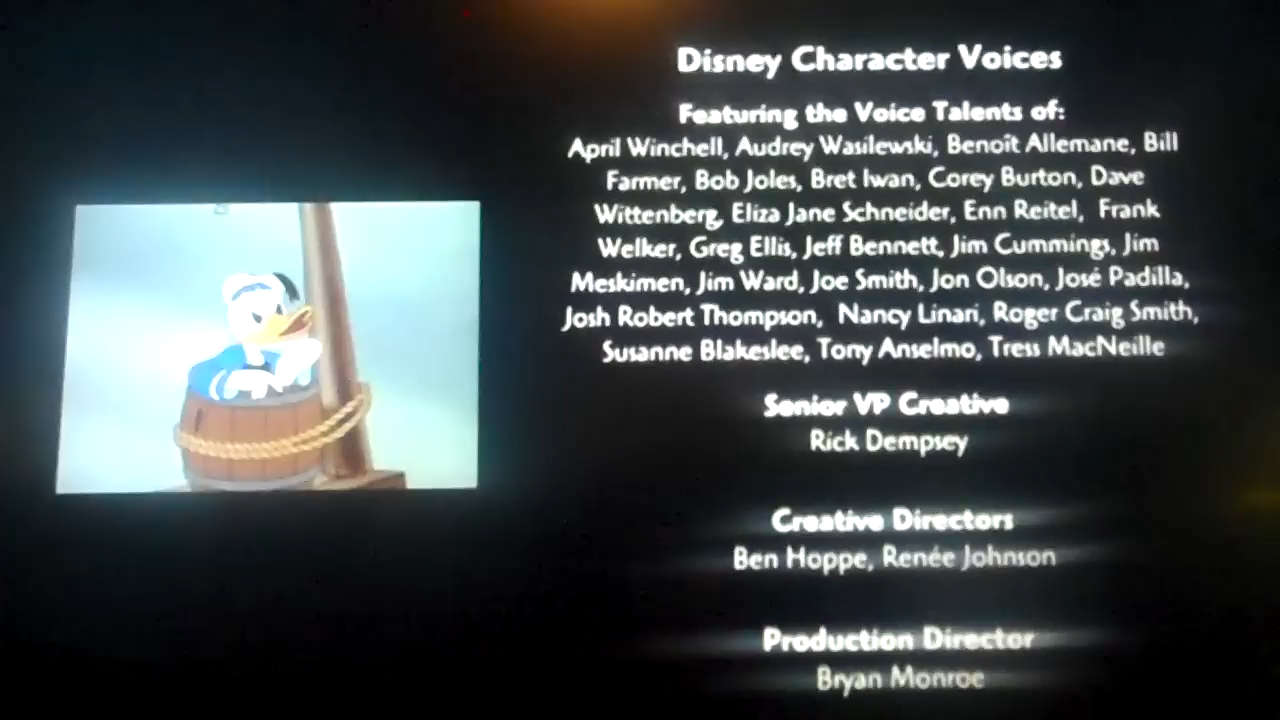 Disney Character Voices
Featuring the Voice Talents of:
April Winchell, Audrey Wasilewski, Benoît Allemane, Bill
Farmer, Bob Joles, Bret Iwan, Corey Burton, Dave
Wittenberg, Eliza Jane Schneider, Enn Reitel, Frank
Welker, Greg Ellis, Jeff Bennett, Jim Cummings, Jim
Meskimen, Jim Ward, Joe Smith, Jon Olson, José Padilla,
Josh Robert Thompson, Nancy Linari, Roger Craig Smith,
Susanne Blakeslee, Tony Anselmo, Tress MacNeille
Senior VP Creative
Rick Dempsey
Creative Directors
Ben Hoppe, Renée Johnson
Production Director
Bryan Monroe